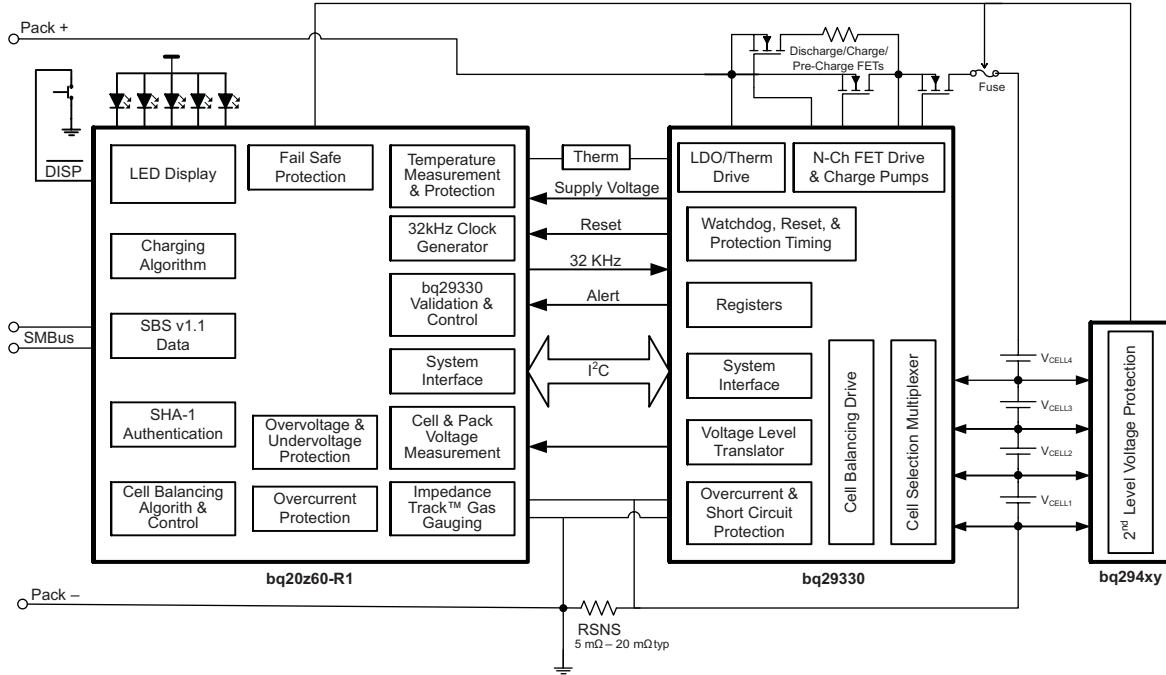 Pack +
Discharge/Charge/
Pre-Charge FETs
Fuse
DISP
LED Display
Fail Safe
Protection
Temperature
Measurement
& Protection
Charging
Algorithm
32kHz Clock
Generator
SMBus
SBS v1.1
Data
bq29330
Validation &
Control
System
Interface
SHA-1
Authentication
Overvoltage &
Undervoltage
Protection
Cell & Pack
Voltage
Measurement
Cell Balancing
Algorith &
Control
Overcurrent
Protection
Impedance
Track™ Gas
Gauging
bq20z60-R1
Therm
Supply Voltage
Reset
32 KHz
Alert
I²C
LDO/Therm
Drive
N-Ch FET Drive
& Charge Pumps
Watchdog, Reset, &
Protection Timing
Registers
System
Interface
Voltage Level
Translator
Overcurrent &
Short Circuit
Protection
Cell Balancing Drive
Cell Selection Multiplexer
bq29330
VCELL4
VCELL3
VCELL2
VCELL1
2nd Level Voltage Protection
bq294xy
Pack –
RSNS
5 mΩ – 20 mΩ typ